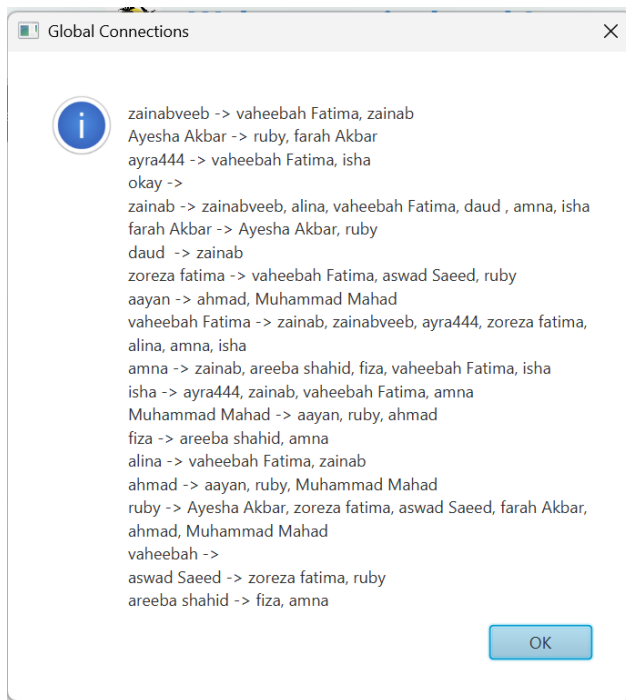 Global Connections
zainabveeb -> vaheebah Fatima, zainab
Ayesha Akbar -> ruby, farah Akbar
ayra444 -> vaheebah Fatima, isha
okay ->
zainab -> zainabveeb, alina, vaheebah Fatima, daud , amna, isha
farah Akbar -> Ayesha Akbar, ruby
daud  -> zainab
zoreza fatima -> vaheebah Fatima, aswad Saeed, ruby
aayan -> ahmad, Muhammad Mahad
vaheebah Fatima -> zainab, zainabveeb, ayra444, zoreza fatima,
alina, amna, isha
amna -> zainab, areeba shahid, fiza, vaheebah Fatima, isha
isha -> ayra444, zainab, vaheebah Fatima, amna
Muhammad Mahad -> aayan, ruby, ahmad
fiza -> areeba shahid, amna
alina -> vaheebah Fatima, zainab
ahmad -> aayan, ruby, Muhammad Mahad
ruby -> Ayesha Akbar, zoreza fatima, aswad Saeed, farah Akbar,
ahmad, Muhammad Mahad
vaheebah ->
aswad Saeed -> zoreza fatima, ruby
areeba shahid -> fiza, amna
OK